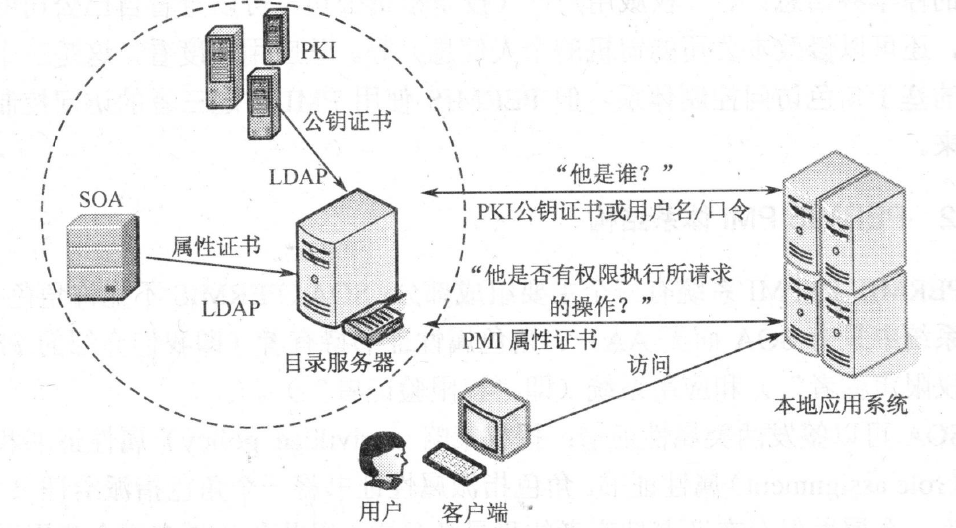 PKI
公钥证书
LDAP
SOA
属性证书
LDAP
目录服务器
“他是谁？”
PKI公钥证书或用户名/口令
“他是否有权限执行所请求
的操作？”
PMI 属性证书
访问
本地应用系统
用户
客户端